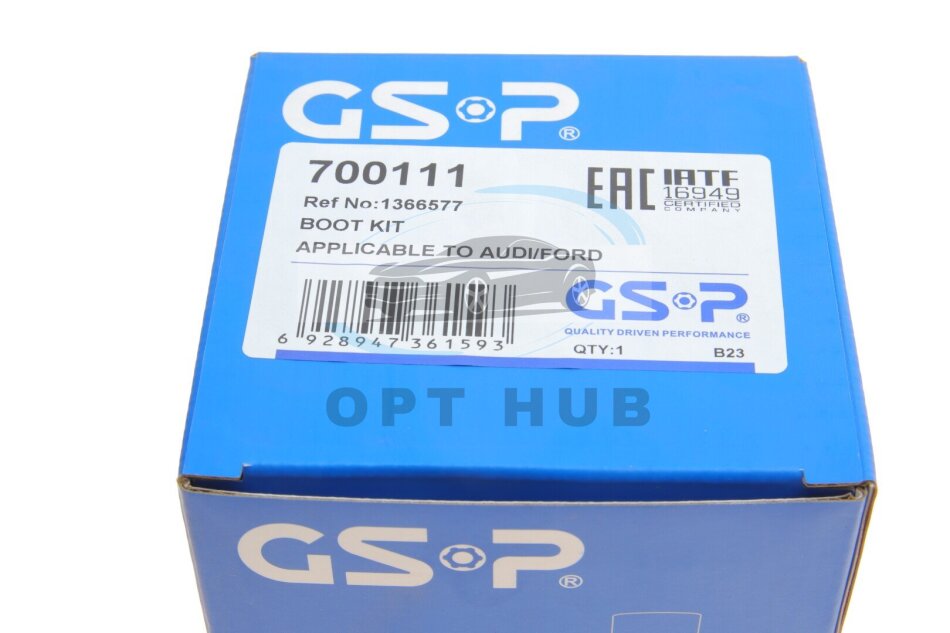 GS·P®
700111
Ref No:1366577
BOOT KIT
APPLICABLE TO AUDI/FORD
EAC
IATF
16949
CERTIFIED
COMPANY
GS·P®
QUALITY DRIVEN PERFORMANCE
6 928947 361593
QTY:1
B23
OPT HUB
GS·P®